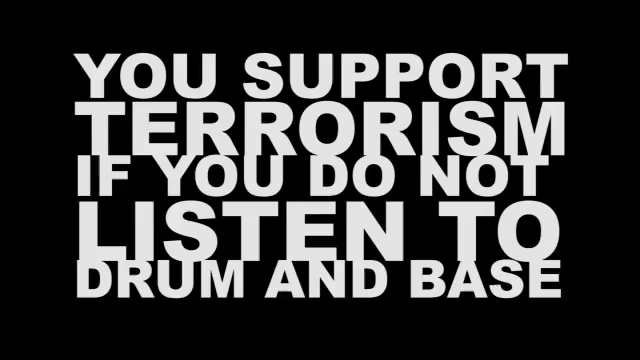 YOU SUPPORT
TERRORISM
IF YOU DO NOT
LISTEN TO
DRUM AND BASE